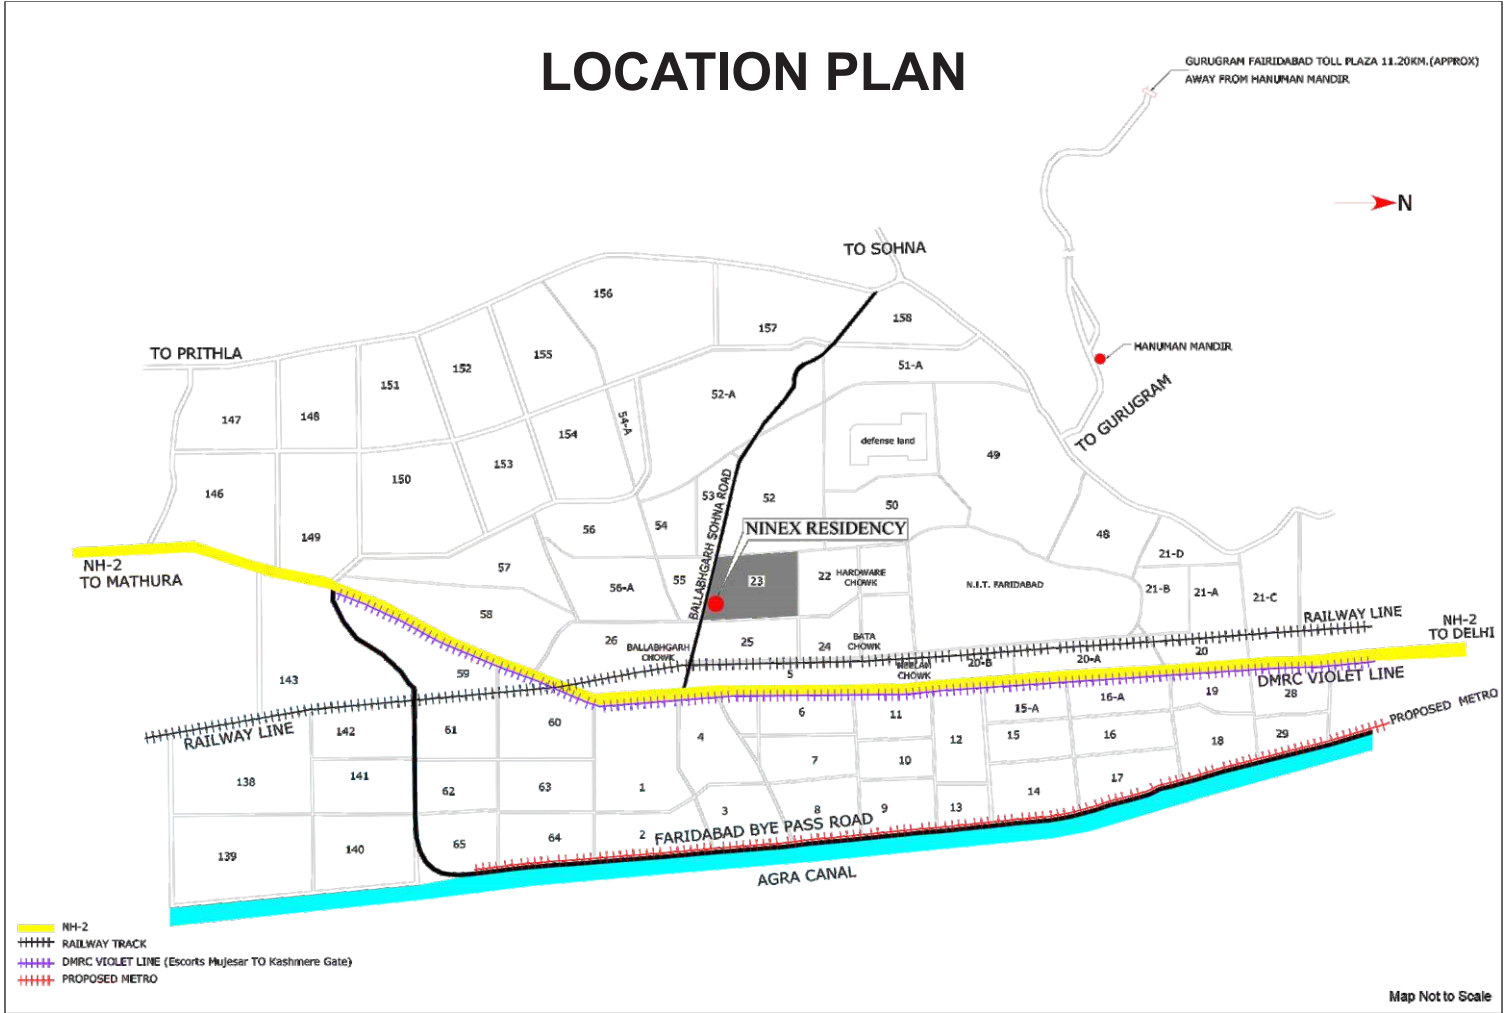 LOCATION PLAN
GURUGRAM FAIRIDABAD TOLL PLAZA 11.20KM.(APPROX)
AWAY FROM HANUMAN MANDIR
N
TO SOHNA
156
157
158
HANUMAN MANDIR
TO PRITHLA
155
152
151
51-A
52-A
TO GURUGRAM
147
148
54-A
154
defense land
49
153
150
146
53
52
50
BALLABHGARH SOHNA ROAD
56
54
NINEX RESIDENCY
149
48
21-D
NH-2
TO MATHURA
57
56-A
55
23
22
HARDWARE
CHOWK
N.I.T. FARIDABAD
21-B
21-A
21-C
58
RAILWAY LINE
NH-2
TO DELHI
26
BALLABHGARH
CHOWK
25
24
BATA
CHOWK
20
59
5
NEELAM
CHOWK
20-B
20-A
143
DMRC VIOLET LINE
28
19
16-A
15-A
6
11
60
61
142
RAILWAY LINE
PROPOSED METRO
4
12
15
16
18
29
7
10
138
141
62
63
1
14
17
3
8
9
13
2
FARIDABAD BYE PASS ROAD
64
65
140
139
AGRA CANAL
NH-2
RAILWAY TRACK
DMRC VIOLET LINE (Escorts Mujesar TO Kashmere Gate)
PROPOSED METRO
Map Not to Scale